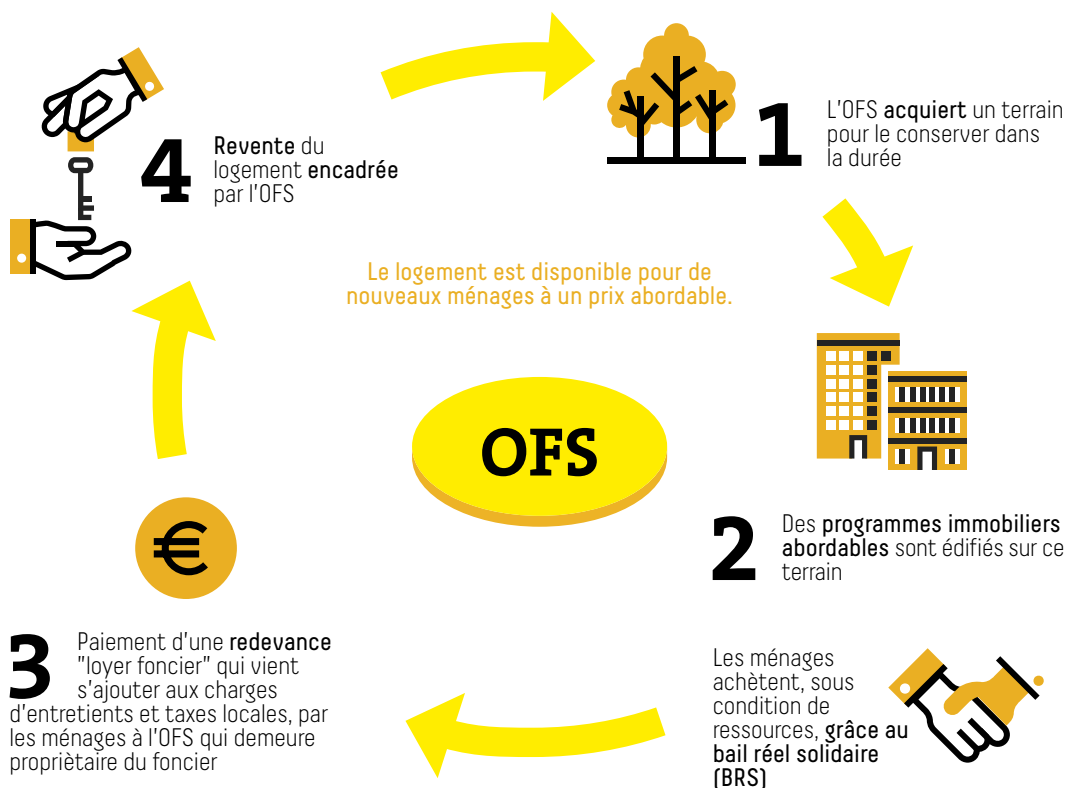 1
L'OFS acquiert un terrain
pour le conserver dans
la durée
2
Des programmes immobiliers
abordables sont édifiés sur ce
terrain
Les ménages
achètent, sous
condition de
ressources, grâce au
bail réel solidaire
(BRS)
3
Paiement d'une redevance
"loyer foncier" qui vient
s'ajouter aux charges
d'entretients et taxes locales, par
les ménages à l'OFS qui demeure
propriètaire du foncier
€
4
Revente du
logement encadrée
par l'OFS
Le logement est disponible pour de
nouveaux ménages à un prix abordable.
OFS